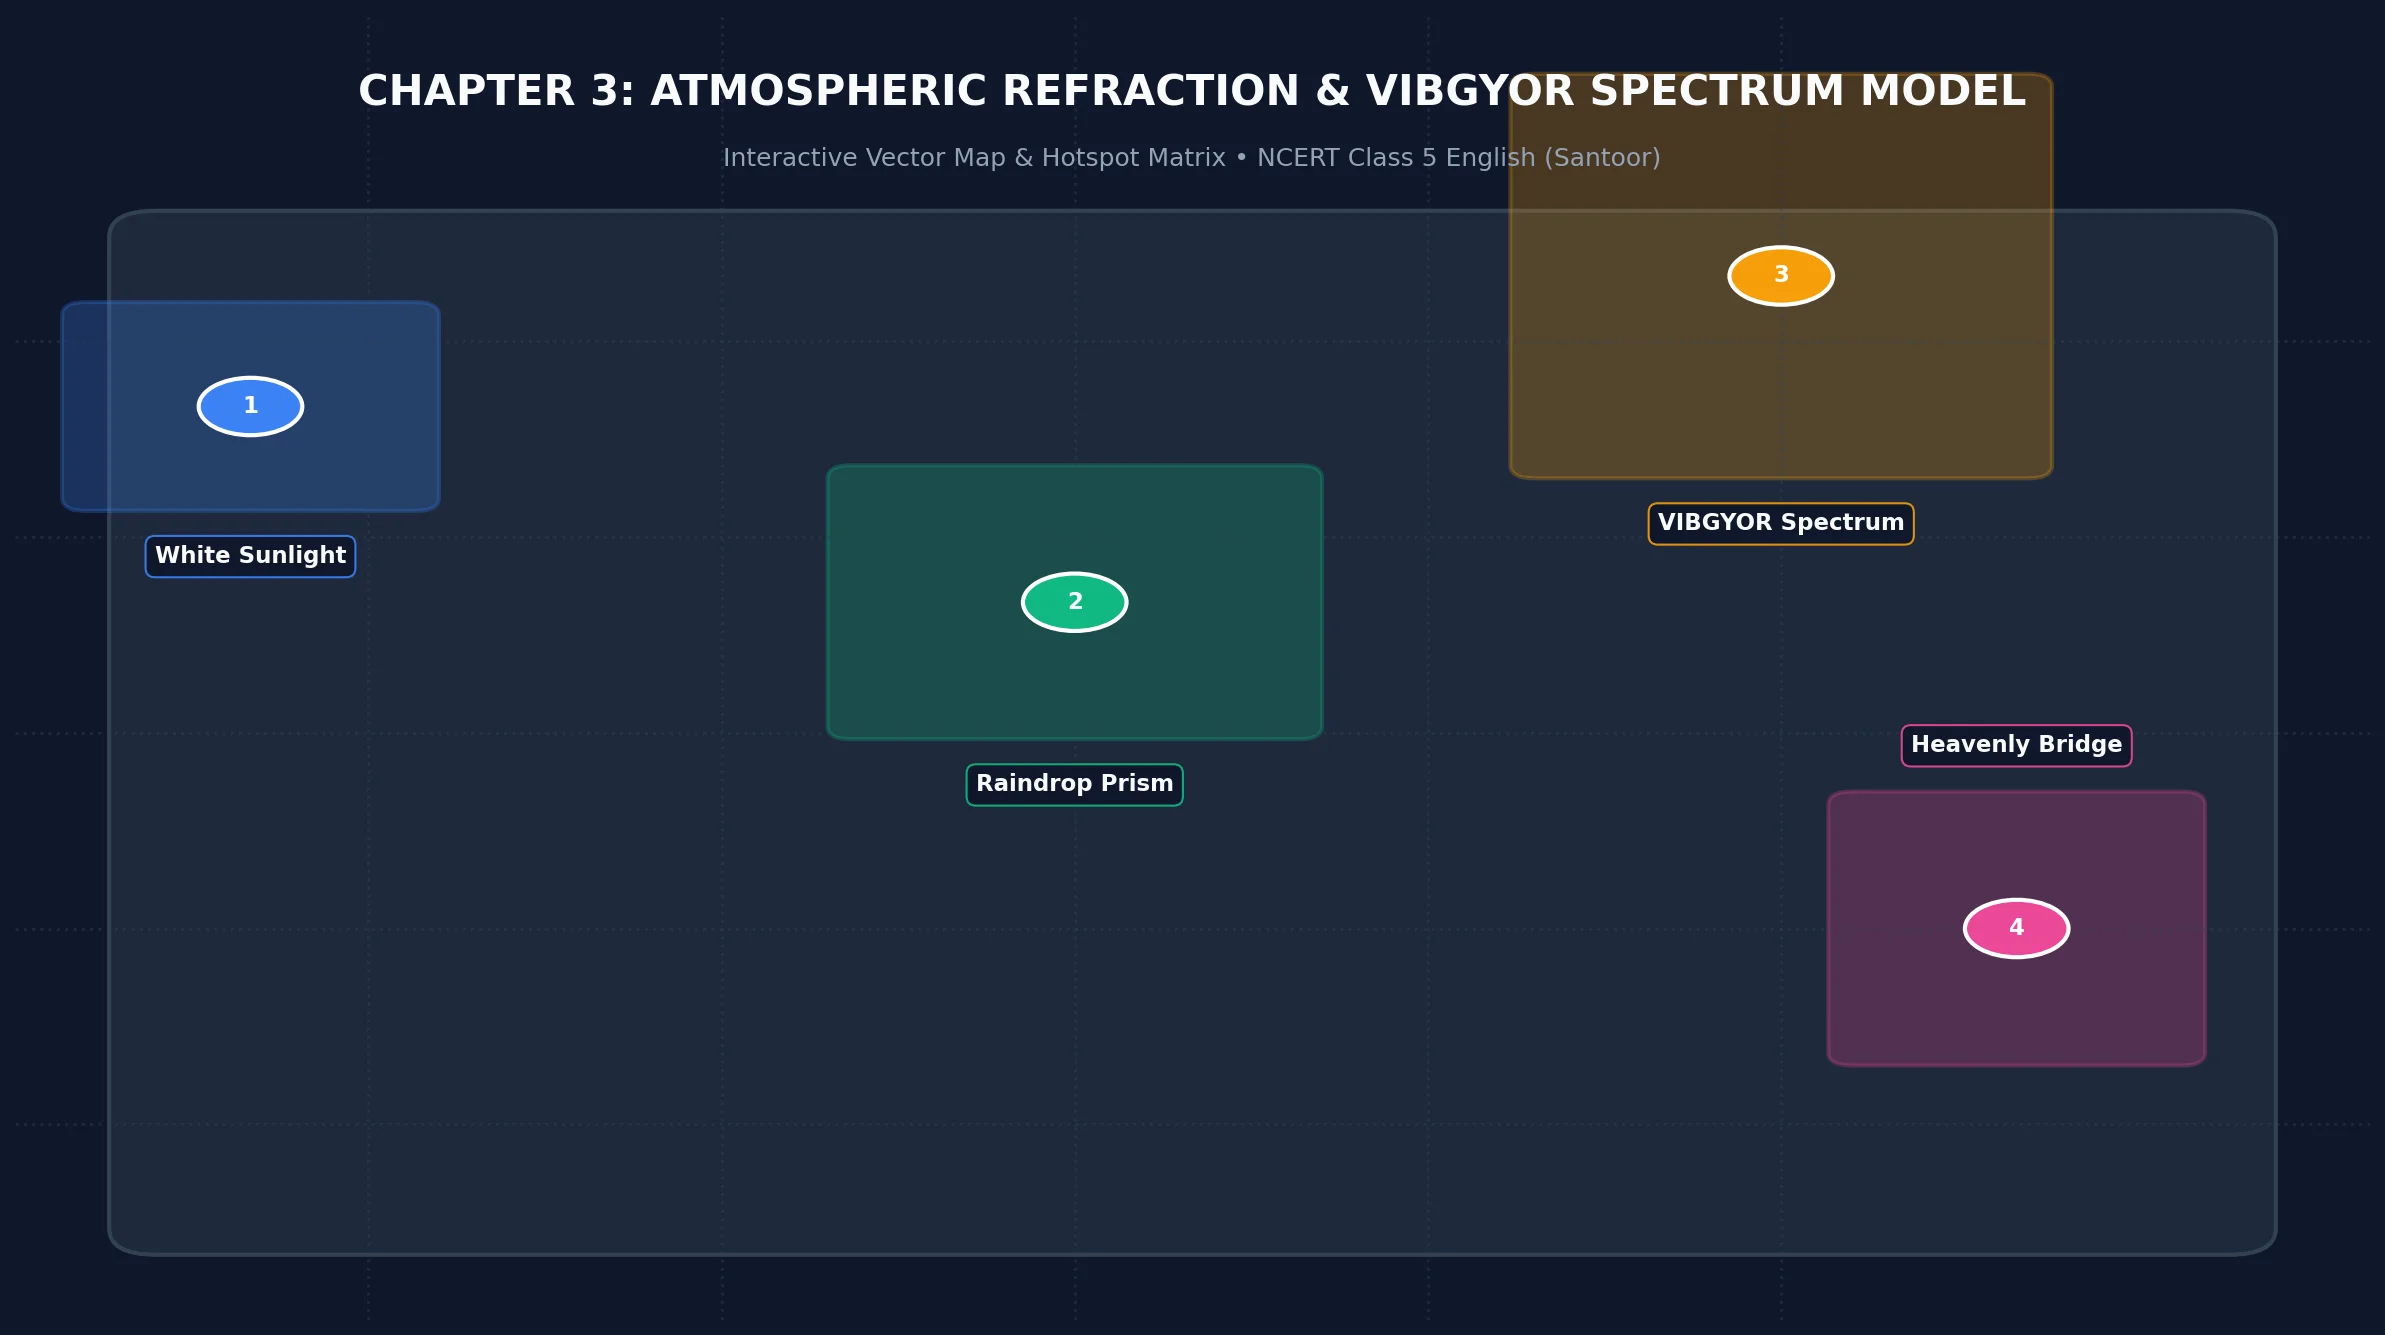 CHAPTER 3: ATMOSPHERIC REFRACTION & VIBGYOR SPECTRUM MODEL
Interactive Vector Map & Hotspot Matrix • NCERT Class 5 English (Santoor)
1
White Sunlight
2
Raindrop Prism
3
VIBGYOR Spectrum
Heavenly Bridge
4